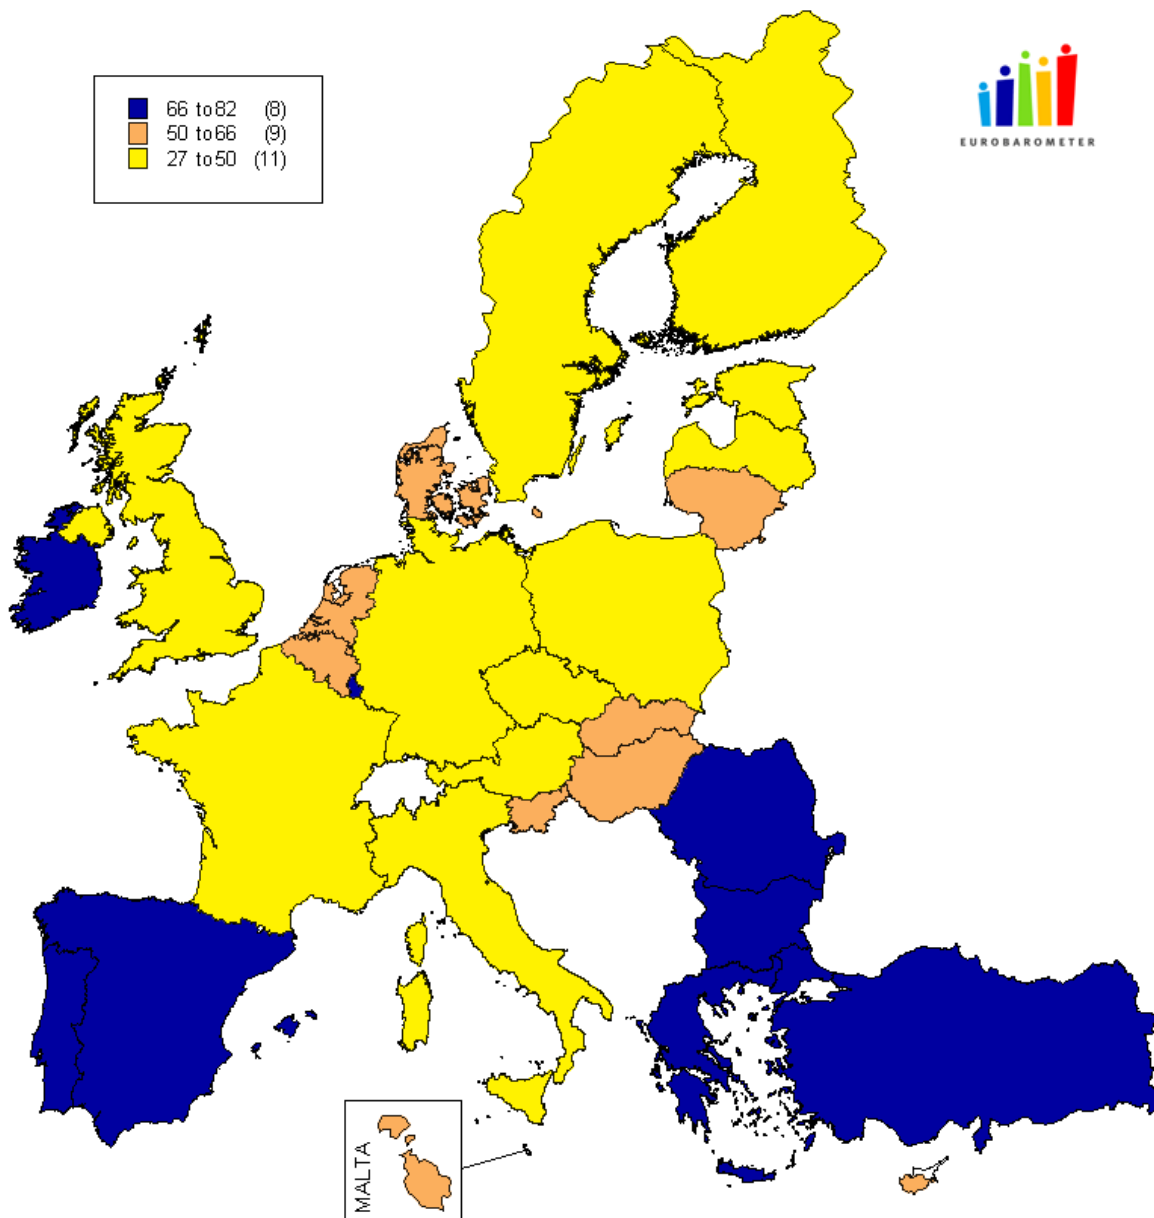 66 to 82 (8)
50 to 66 (9)
27 to 50 (11)
EUROBAROMETER
MALTA